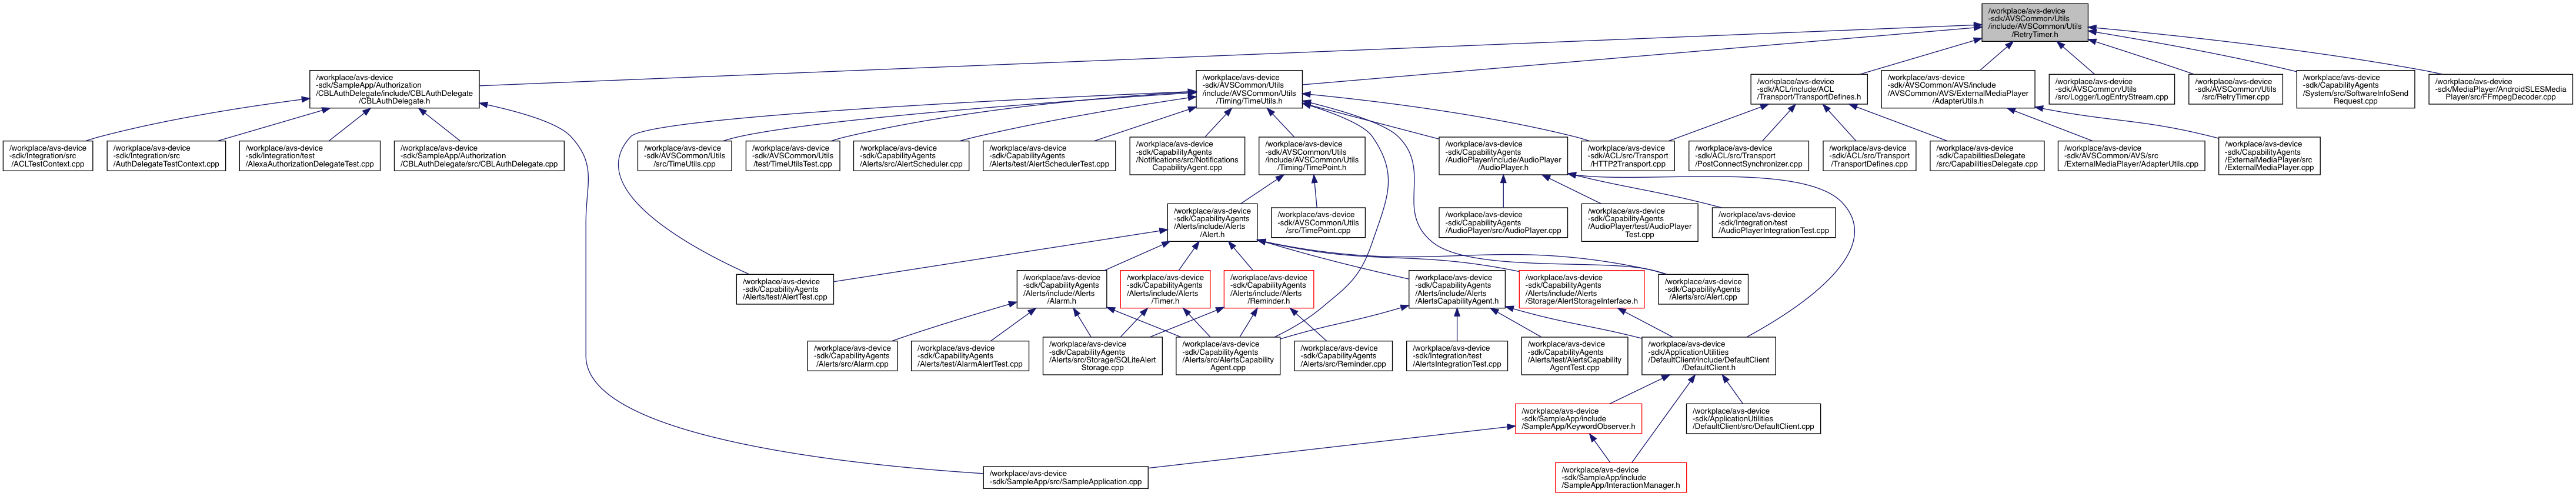 /workplace/avs-device
-sdk/AVSCommon/Utils
/include/AVSCommon/Utils
/RetryTimer.h
/workplace/avs-device
-sdk/SampleApp/Authorization
/CBLAuthDelegate/include/CBLAuthDelegate
/CBLAuthDelegate.h
/workplace/avs-device
-sdk/AVSCommon/Utils
/include/AVSCommon/Utils
/Timing/TimeUtils.h
/workplace/avs-device
-sdk/ACL/include/ACL
/Transport/TransportDefines.h
/workplace/avs-device
-sdk/AVSCommon/AVS/include
/AVSCommon/AVS/ExternalMediaPlayer
/AdapterUtils.h
/workplace/avs-device
-sdk/AVSCommon/Utils
/src/Logger/LogEntryStream.cpp
/workplace/avs-device
-sdk/AVSCommon/Utils
/src/RetryTimer.cpp
/workplace/avs-device
-sdk/CapabilityAgents
/System/src/SoftwareInfoSend
Request.cpp
/workplace/avs-device
-sdk/MediaPlayer/AndroidSLESMedia
Player/src/FFmpegDecoder.cpp
/workplace/avs-device
-sdk/Integration/src
/ACLTestContext.cpp
/workplace/avs-device
-sdk/Integration/src
/AuthDelegateTestContext.cpp
/workplace/avs-device
-sdk/Integration/test
/AlexaAuthorizationDelegateTest.cpp
/workplace/avs-device
-sdk/SampleApp/Authorization
/CBLAuthDelegate/src/CBLAuthDelegate.cpp
/workplace/avs-device
-sdk/AVSCommon/Utils
/src/TimeUtils.cpp
/workplace/avs-device
-sdk/AVSCommon/Utils
/test/TimeUtilsTest.cpp
/workplace/avs-device
-sdk/CapabilityAgents
/Alerts/src/AlertScheduler.cpp
/workplace/avs-device
-sdk/CapabilityAgents
/Alerts/test/AlertSchedulerTest.cpp
/workplace/avs-device
-sdk/CapabilityAgents
/Notifications/src/Notifications
CapabilityAgent.cpp
/workplace/avs-device
-sdk/AVSCommon/Utils
/include/AVSCommon/Utils
/Timing/TimePoint.h
/workplace/avs-device
-sdk/CapabilityAgents
/AudioPlayer/include/AudioPlayer
/AudioPlayer.h
/workplace/avs-device
-sdk/ACL/src/Transport
/HTTP2Transport.cpp
/workplace/avs-device
-sdk/ACL/src/Transport
/PostConnectSynchronizer.cpp
/workplace/avs-device
-sdk/ACL/src/Transport
/TransportDefines.cpp
/workplace/avs-device
-sdk/CapabilitiesDelegate
/src/CapabilitiesDelegate.cpp
/workplace/avs-device
-sdk/AVSCommon/AVS/src
/ExternalMediaPlayer/AdapterUtils.cpp
/workplace/avs-device
-sdk/CapabilityAgents
/ExternalMediaPlayer/src
/ExternalMediaPlayer.cpp
/workplace/avs-device
-sdk/CapabilityAgents
/Alerts/include/Alerts
/Alert.h
/workplace/avs-device
-sdk/AVSCommon/Utils
/src/TimePoint.cpp
/workplace/avs-device
-sdk/CapabilityAgents
/AudioPlayer/src/AudioPlayer.cpp
/workplace/avs-device
-sdk/CapabilityAgents
/AudioPlayer/test/AudioPlayer
Test.cpp
/workplace/avs-device
-sdk/Integration/test
/AudioPlayerIntegrationTest.cpp
/workplace/avs-device
-sdk/CapabilityAgents
/Alerts/test/AlertTest.cpp
/workplace/avs-device
-sdk/CapabilityAgents
/Alerts/include/Alerts
/Alarm.h
/workplace/avs-device
-sdk/CapabilityAgents
/Alerts/include/Alerts
/Timer.h
/workplace/avs-device
-sdk/CapabilityAgents
/Alerts/include/Alerts
/Reminder.h
/workplace/avs-device
-sdk/CapabilityAgents
/Alerts/include/Alerts
/AlertsCapabilityAgent.h
/workplace/avs-device
-sdk/CapabilityAgents
/Alerts/include/Alerts
/Storage/AlertStorageInterface.h
/workplace/avs-device
-sdk/CapabilityAgents
/Alerts/src/Alert.cpp
/workplace/avs-device
-sdk/CapabilityAgents
/Alerts/src/Alarm.cpp
/workplace/avs-device
-sdk/CapabilityAgents
/Alerts/test/AlarmAlertTest.cpp
/workplace/avs-device
-sdk/CapabilityAgents
/Alerts/src/Storage/SQLiteAlert
Storage.cpp
/workplace/avs-device
-sdk/CapabilityAgents
/Alerts/src/AlertsCapability
Agent.cpp
/workplace/avs-device
-sdk/CapabilityAgents
/Alerts/src/Reminder.cpp
/workplace/avs-device
-sdk/Integration/test
/AlertsIntegrationTest.cpp
/workplace/avs-device
-sdk/CapabilityAgents
/Alerts/test/AlertsCapability
AgentTest.cpp
/workplace/avs-device
-sdk/ApplicationUtilities
/DefaultClient/include/DefaultClient
/DefaultClient.h
/workplace/avs-device
-sdk/SampleApp/include
/SampleApp/KeywordObserver.h
/workplace/avs-device
-sdk/ApplicationUtilities
/DefaultClient/src/DefaultClient.cpp
/workplace/avs-device
-sdk/SampleApp/src/SampleApplication.cpp
/workplace/avs-device
-sdk/SampleApp/include
/SampleApp/InteractionManager.h